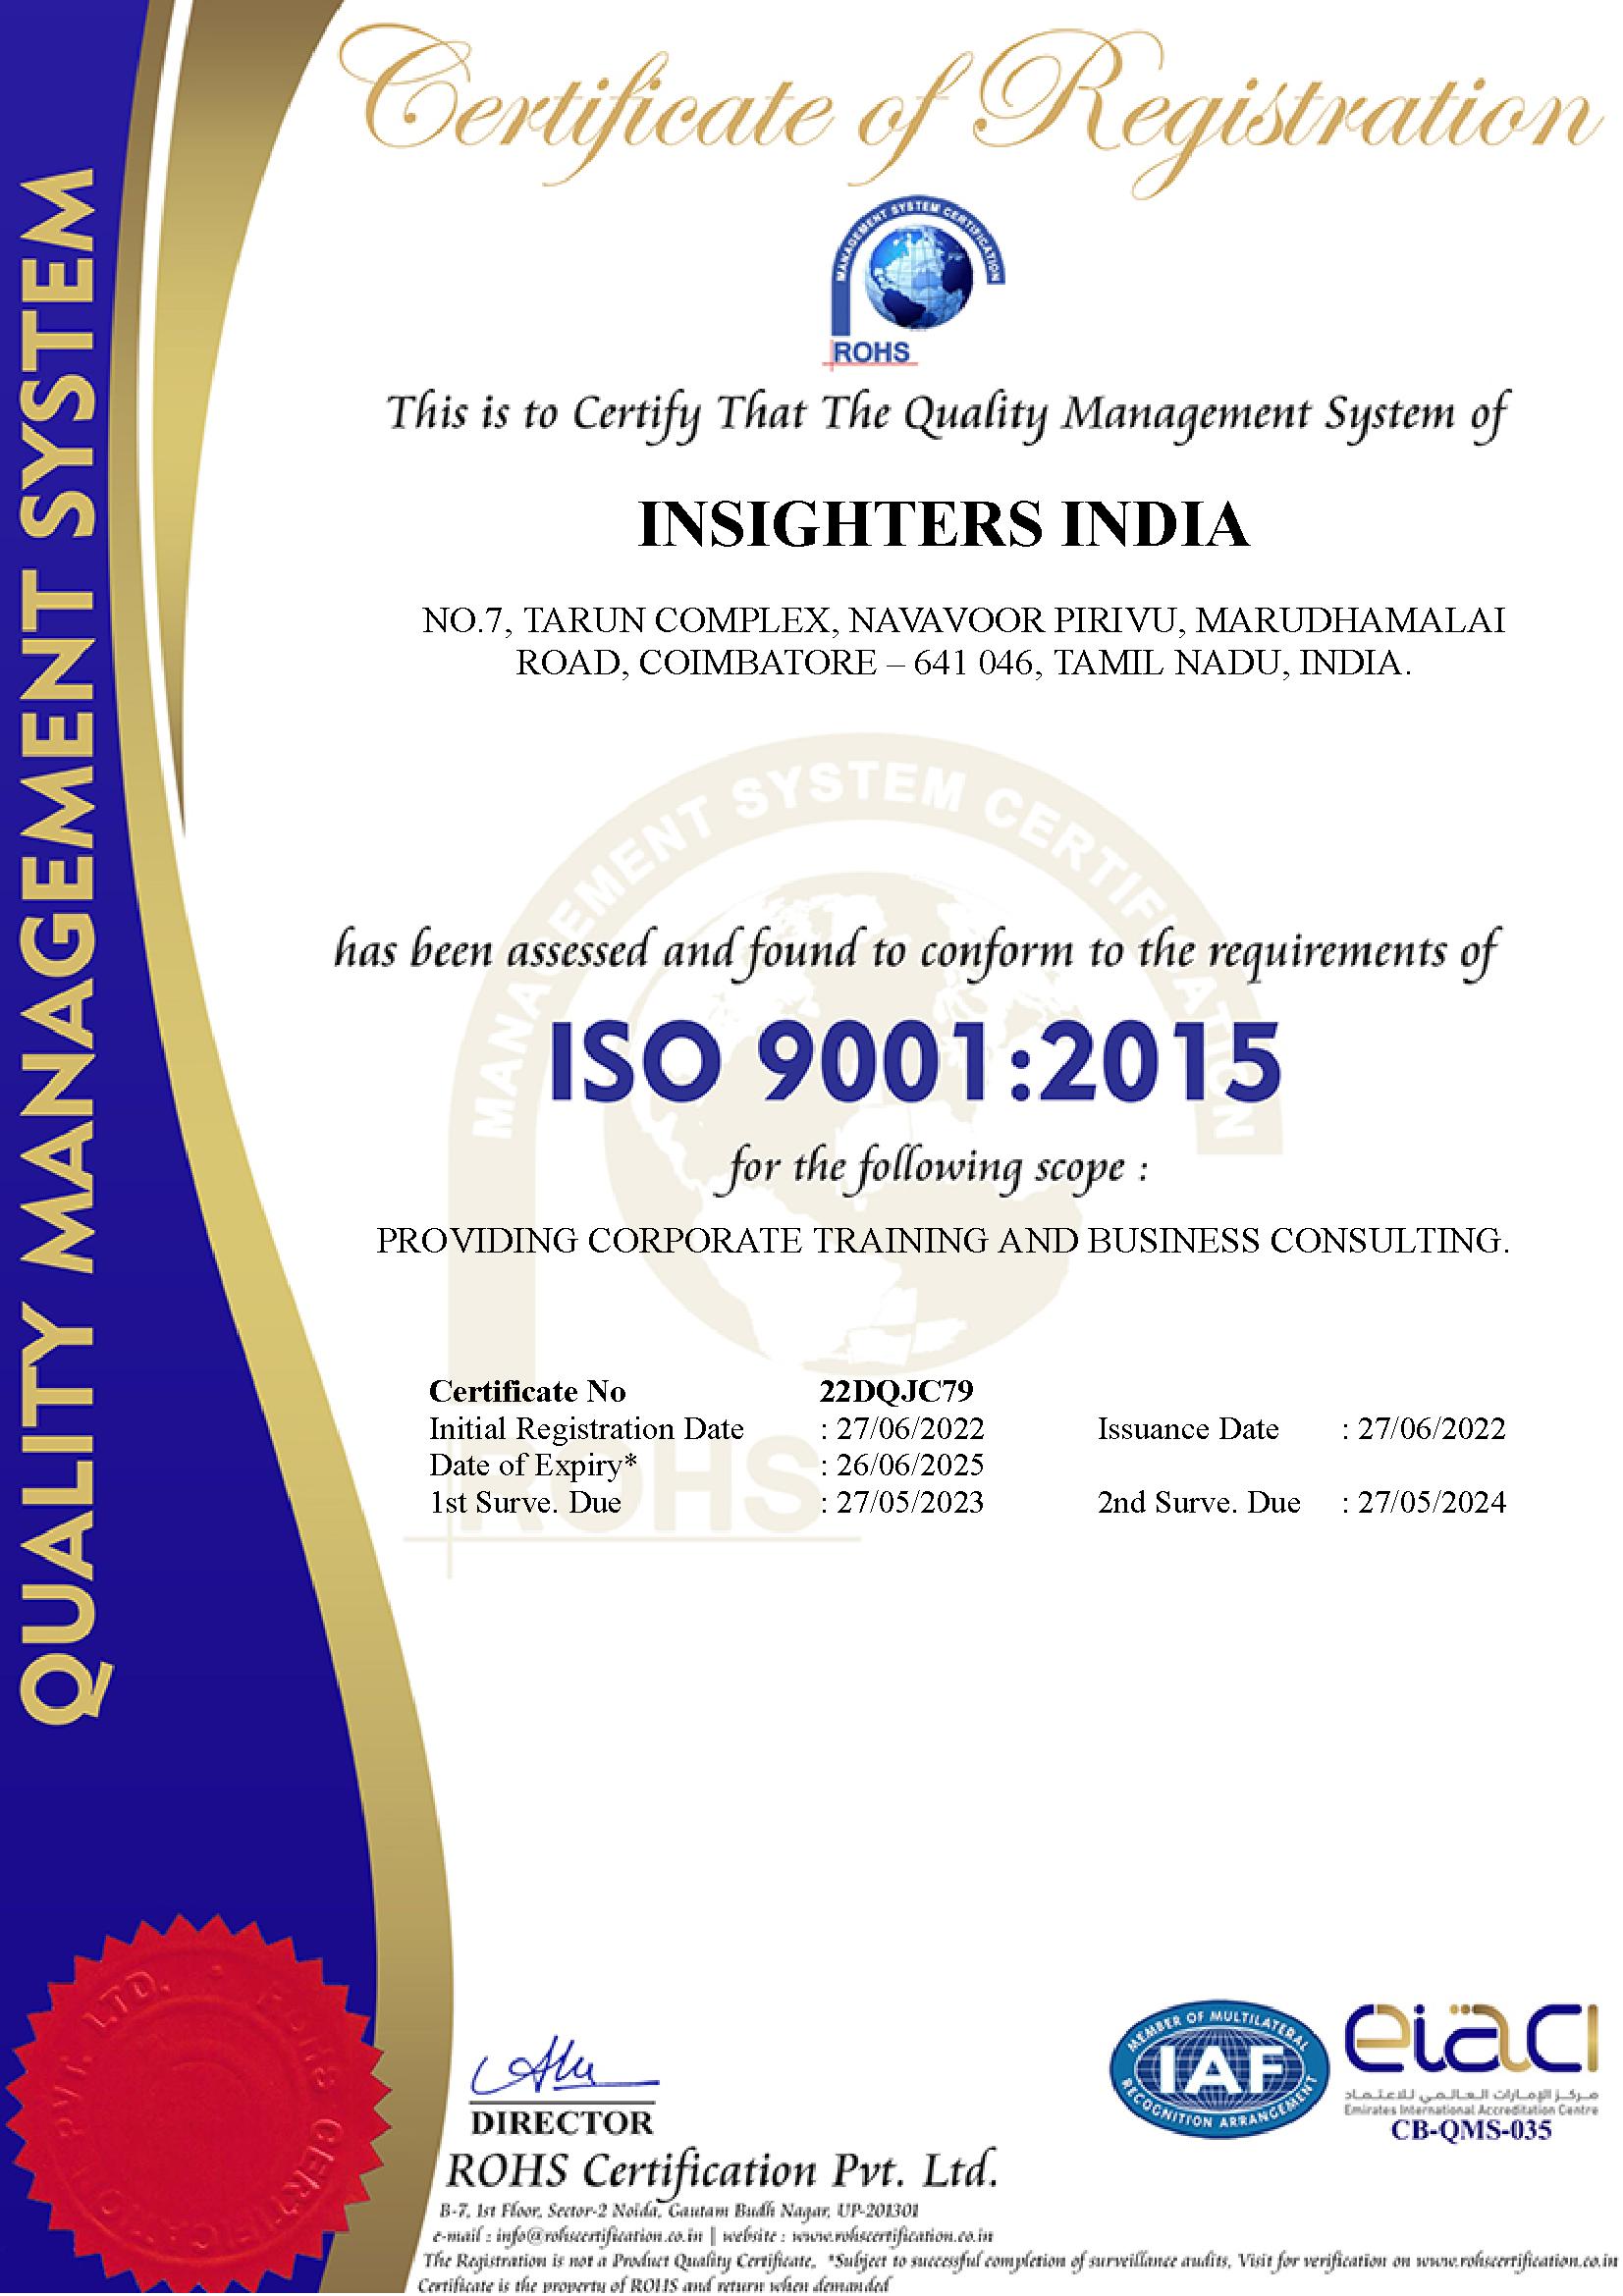 Certificate of Registration
MANAGEMENT SYSTEM CERTIFICATION
ROHS
QUALITY MANAGEMENT SYSTEM
This is to Certify That The Quality Management System of
INSIGHTERS INDIA
NO.7, TARUN COMPLEX, NAVAVOOR PIRIVU, MARUDHAMALAI
ROAD, COIMBATORE – 641 046, TAMIL NADU, INDIA.
MANAGEMENT SYSTEM CERTIFICATION
has been assessed and found to conform to the requirements of
ISO 9001:2015
for the following scope :
PROVIDING CORPORATE TRAINING AND BUSINESS CONSULTING.
Certificate No 22DQJC79
Initial Registration Date : 27/06/2022 Issuance Date : 27/06/2022
Date of Expiry* : 26/06/2025
ROHS
1st Surve. Due : 27/05/2023 2nd Surve. Due : 27/05/2024
ROHS CERTIFICATION PVT. LTD.
MEMBER OF MULTILATERAL
IAF
RECOGNITION ARRANGEMENT
eiaci
مركز الإمارات العالمي للاعتماد
Emirates International Accreditation Centre
CB-QMS-035
DIRECTOR
ROHS Certification Pvt. Ltd.
B-7, 1st Floor, Sector-2 Noida, Gautam Budh Nagar, UP-201301
e-mail : info@rohscertification.co.in | website : www.rohscertification.co.in
The Registration is not a Product Quality Certificate, *Subject to successful completion of surveillance audits, Visit for verification on www.rohscertification.co.in
Certificate is the property of ROHS and return when demanded